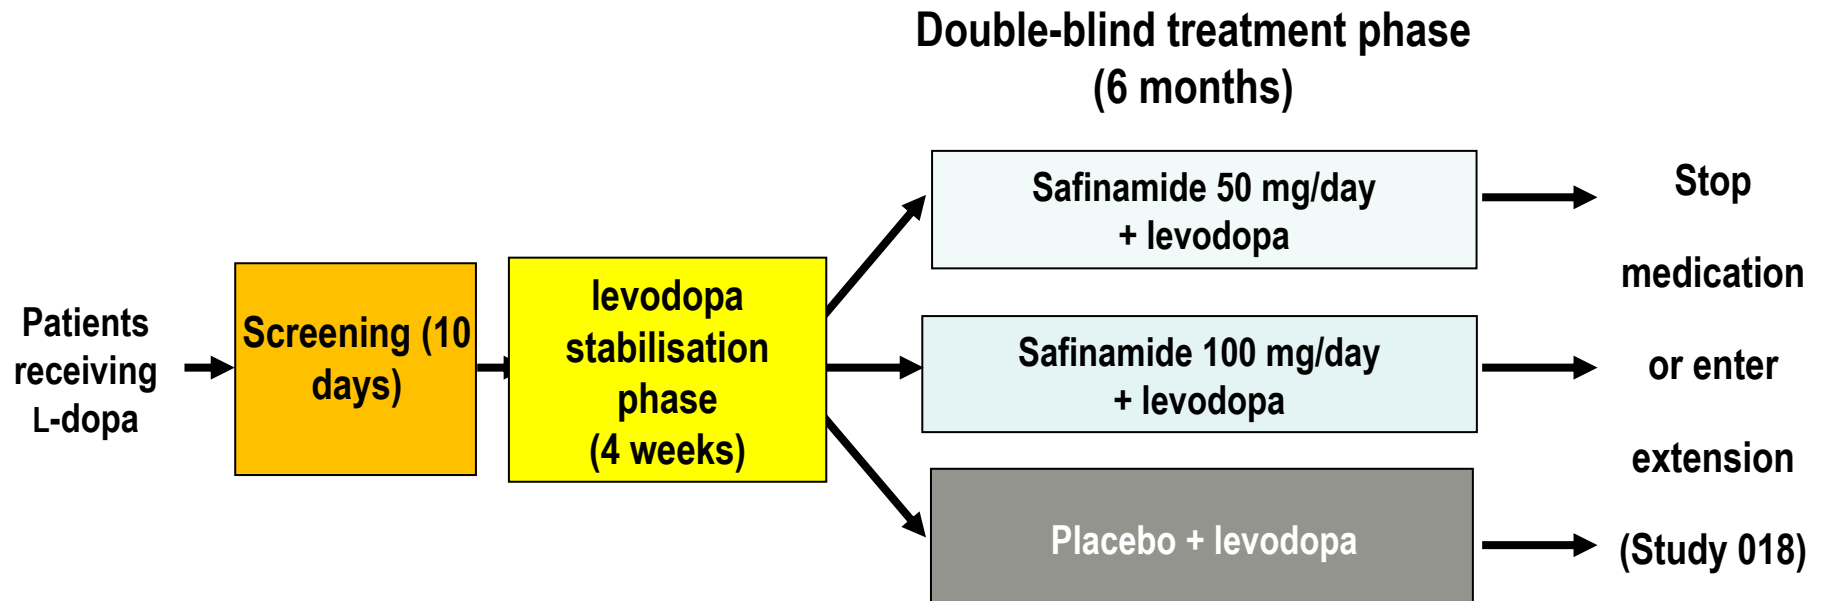 Double-blind treatment phase
(6 months)
Patients
receiving
L-dopa
Screening (10
days)
levodopa
stabilisation
phase
(4 weeks)
Safinamide 50 mg/day
+ levodopa
Safinamide 100 mg/day
+ levodopa
Placebo + levodopa
Stop
medication
or enter
extension
(Study 018)